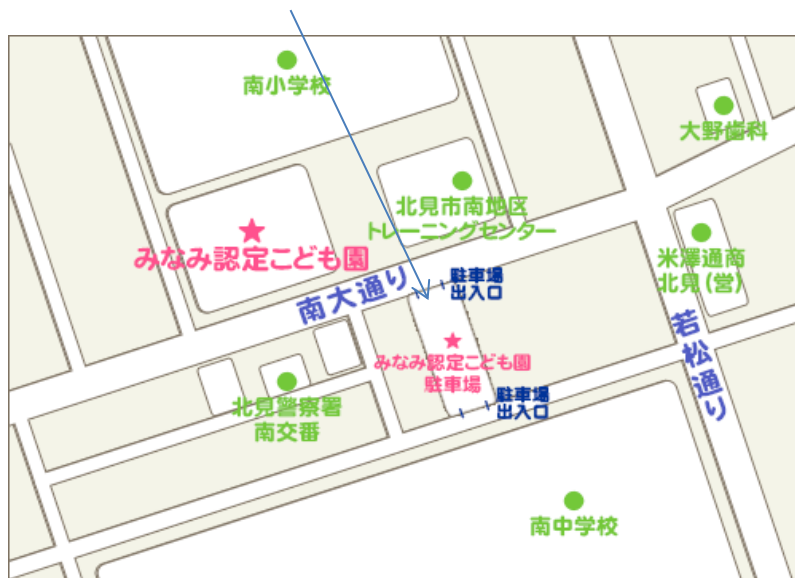 南小学校
大野歯科
北見市南地区
トレーニングセンター
みなみ認定こども園
米澤通商
北見(営)
南大通り
駐車場
出入口
若松通り
みなみ認定こども園
駐車場
北見警察署
南交番
駐車場
出入口
南中学校